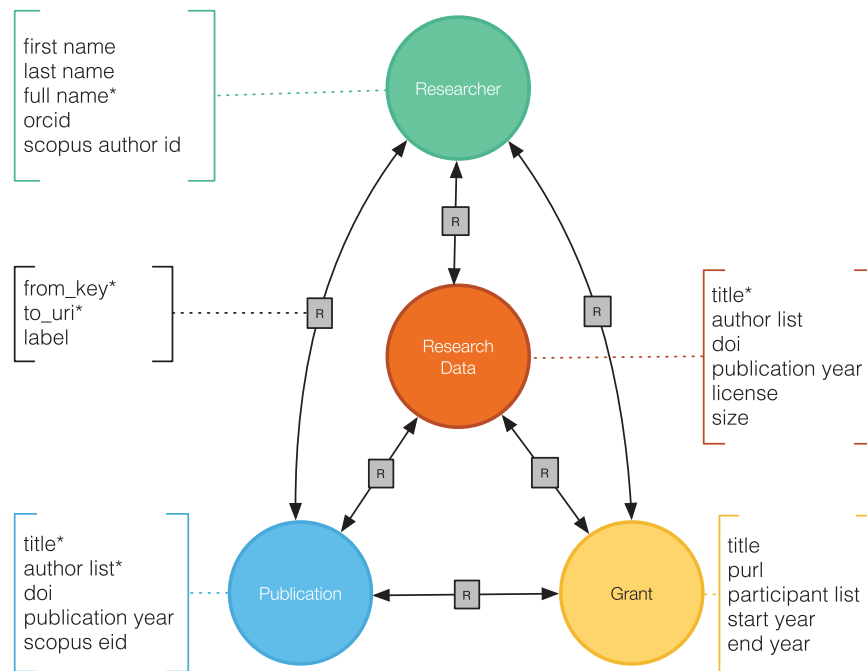 first name
last name
full name*
orcid
scopus author id
Researcher
R
from_key*
to_uri*
label
R
R
Research
Data
title*
author list
doi
publication year
license
size
R
R
title*
author list*
doi
publication year
scopus eid
Publication
R
Grant
title
purl
participant list
start year
end year